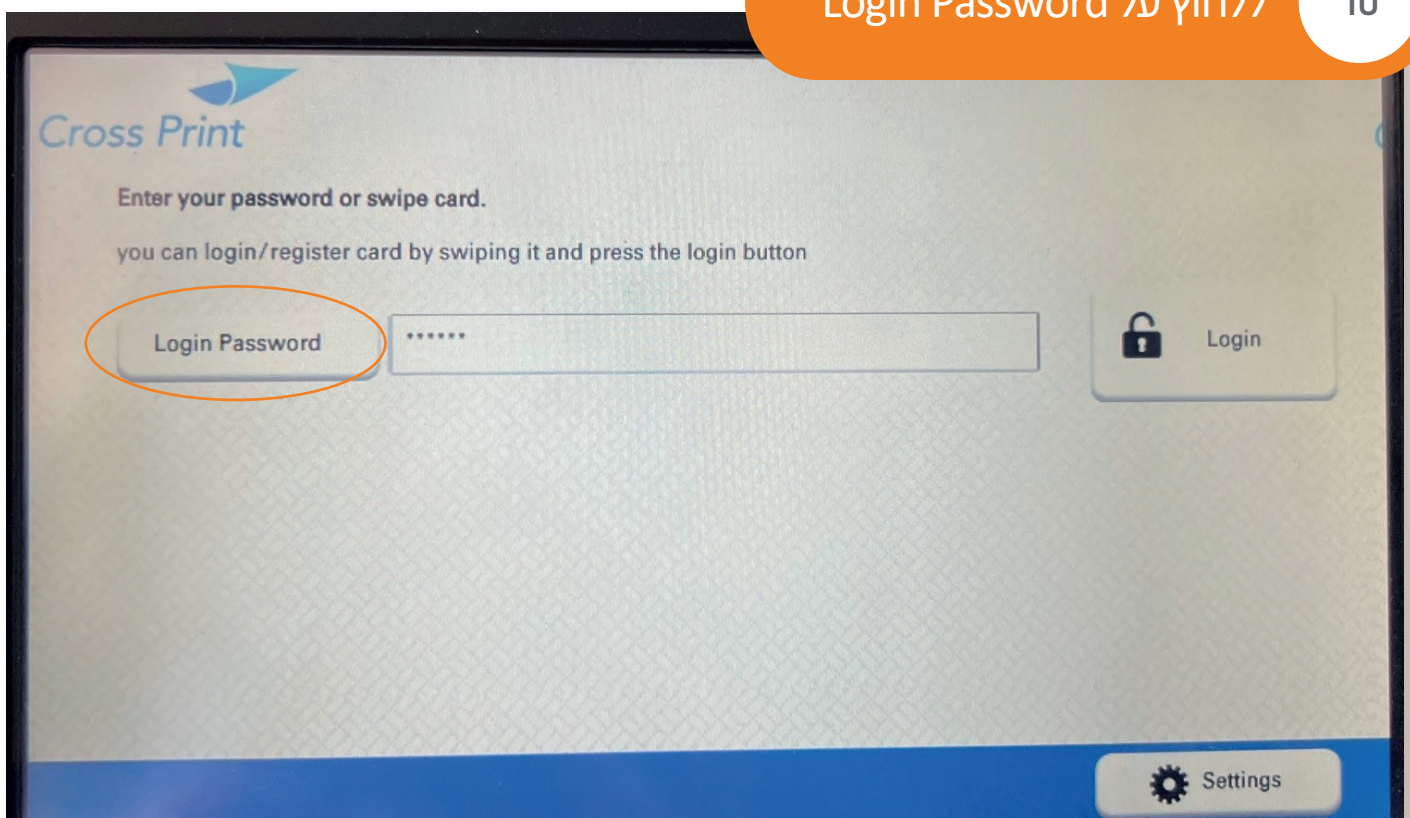 ללחוץ על Login Password
10
Cross Print
Enter your password or swipe card.
you can login/register card by swiping it and press the login button
Login Password
******
Login
Settings